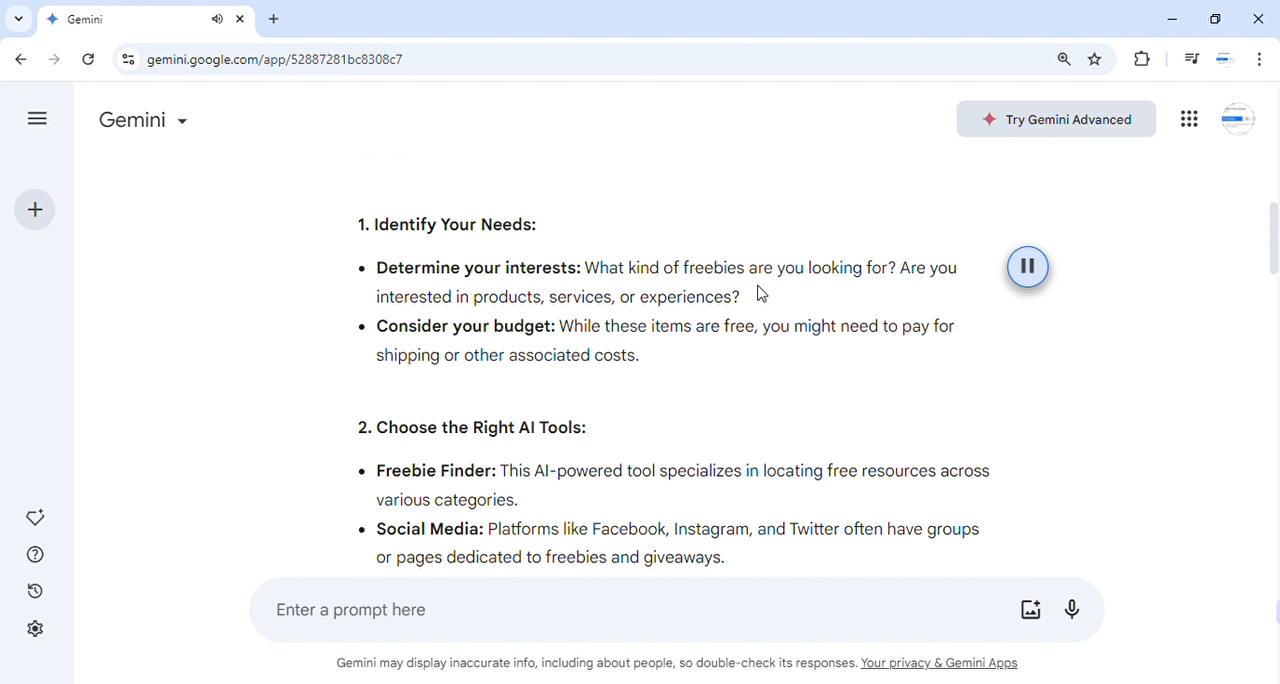 Gemini
gemini.google.com/app/52887281bc8308c7
Gemini
Try Gemini Advanced
1. Identify Your Needs:
• Determine your interests: What kind of freebies are you looking for? Are you
interested in products, services, or experiences?
• Consider your budget: While these items are free, you might need to pay for
shipping or other associated costs.
2. Choose the Right AI Tools:
• Freebie Finder: This AI-powered tool specializes in locating free resources across
various categories.
• Social Media: Platforms like Facebook, Instagram, and Twitter often have groups
or pages dedicated to freebies and giveaways.
Enter a prompt here
Gemini may display inaccurate info, including about people, so double-check its responses. Your privacy & Gemini Apps